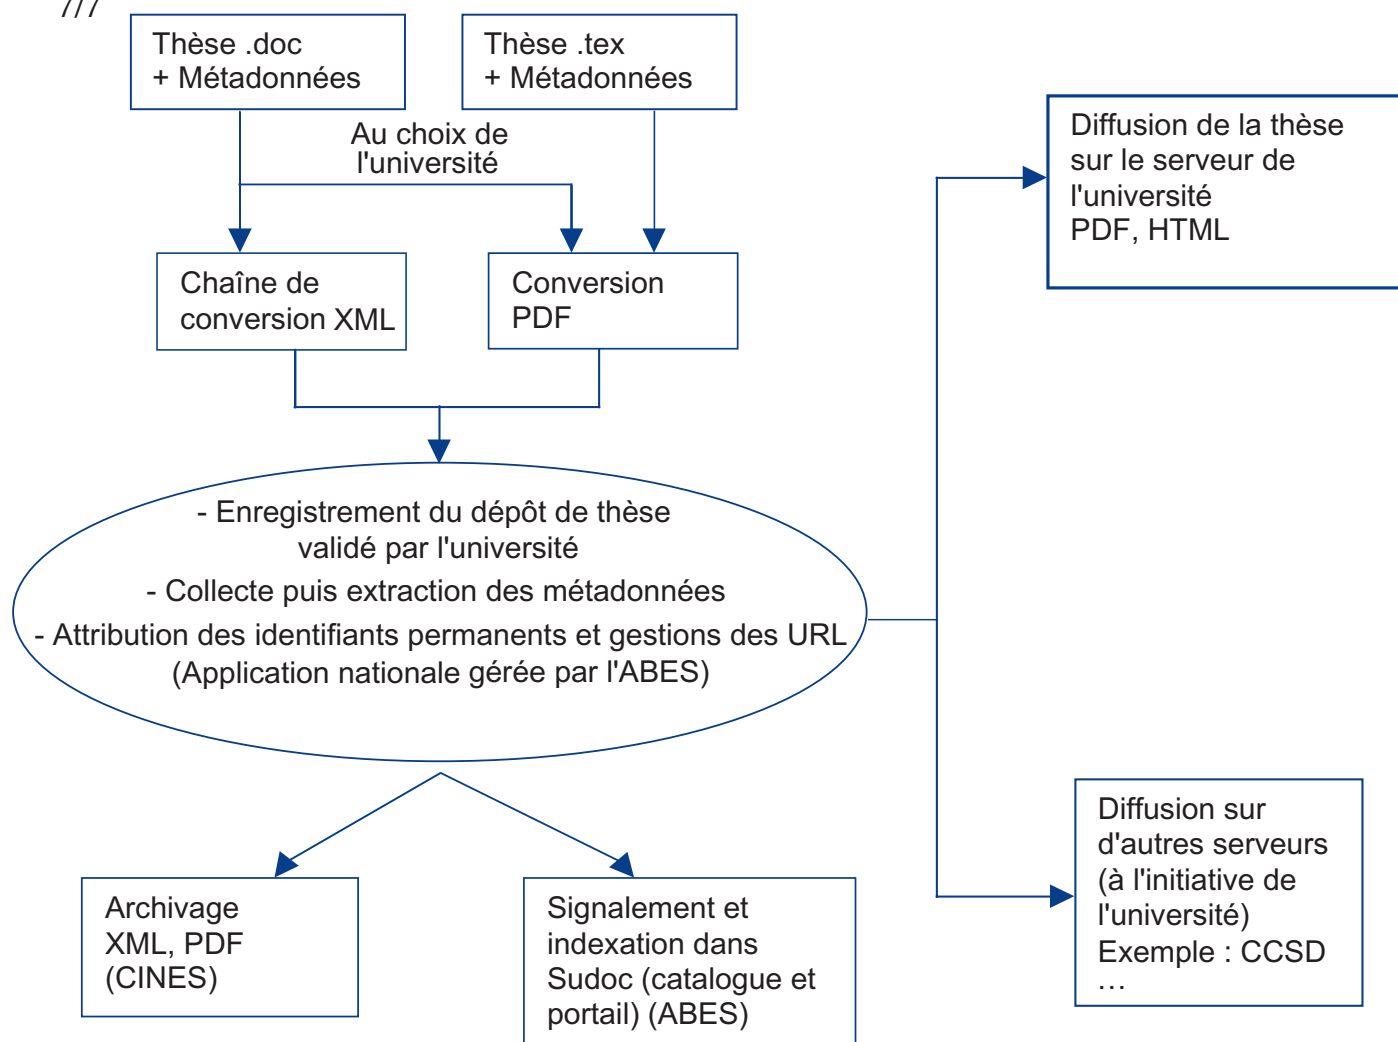 7/7
Thèse .doc
+ Métadonnées
Thèse .tex
+ Métadonnées
Au choix de
l'université
Chaîne de
conversion XML
Conversion
PDF
- Enregistrement du dépôt de thèse
validé par l'université
- Collecte puis extraction des métadonnées
- Attribution des identifiants permanents et gestions des URL
(Application nationale gérée par l'ABES)
Archivage
XML, PDF
(CINES)
Signalement et
indexation dans
Sudoc (catalogue et
portail) (ABES)
Diffusion de la thèse
sur le serveur de
l'université
PDF, HTML
Diffusion sur
d'autres serveurs
(à l'initiative de
l'université)
Exemple : CCSD
…